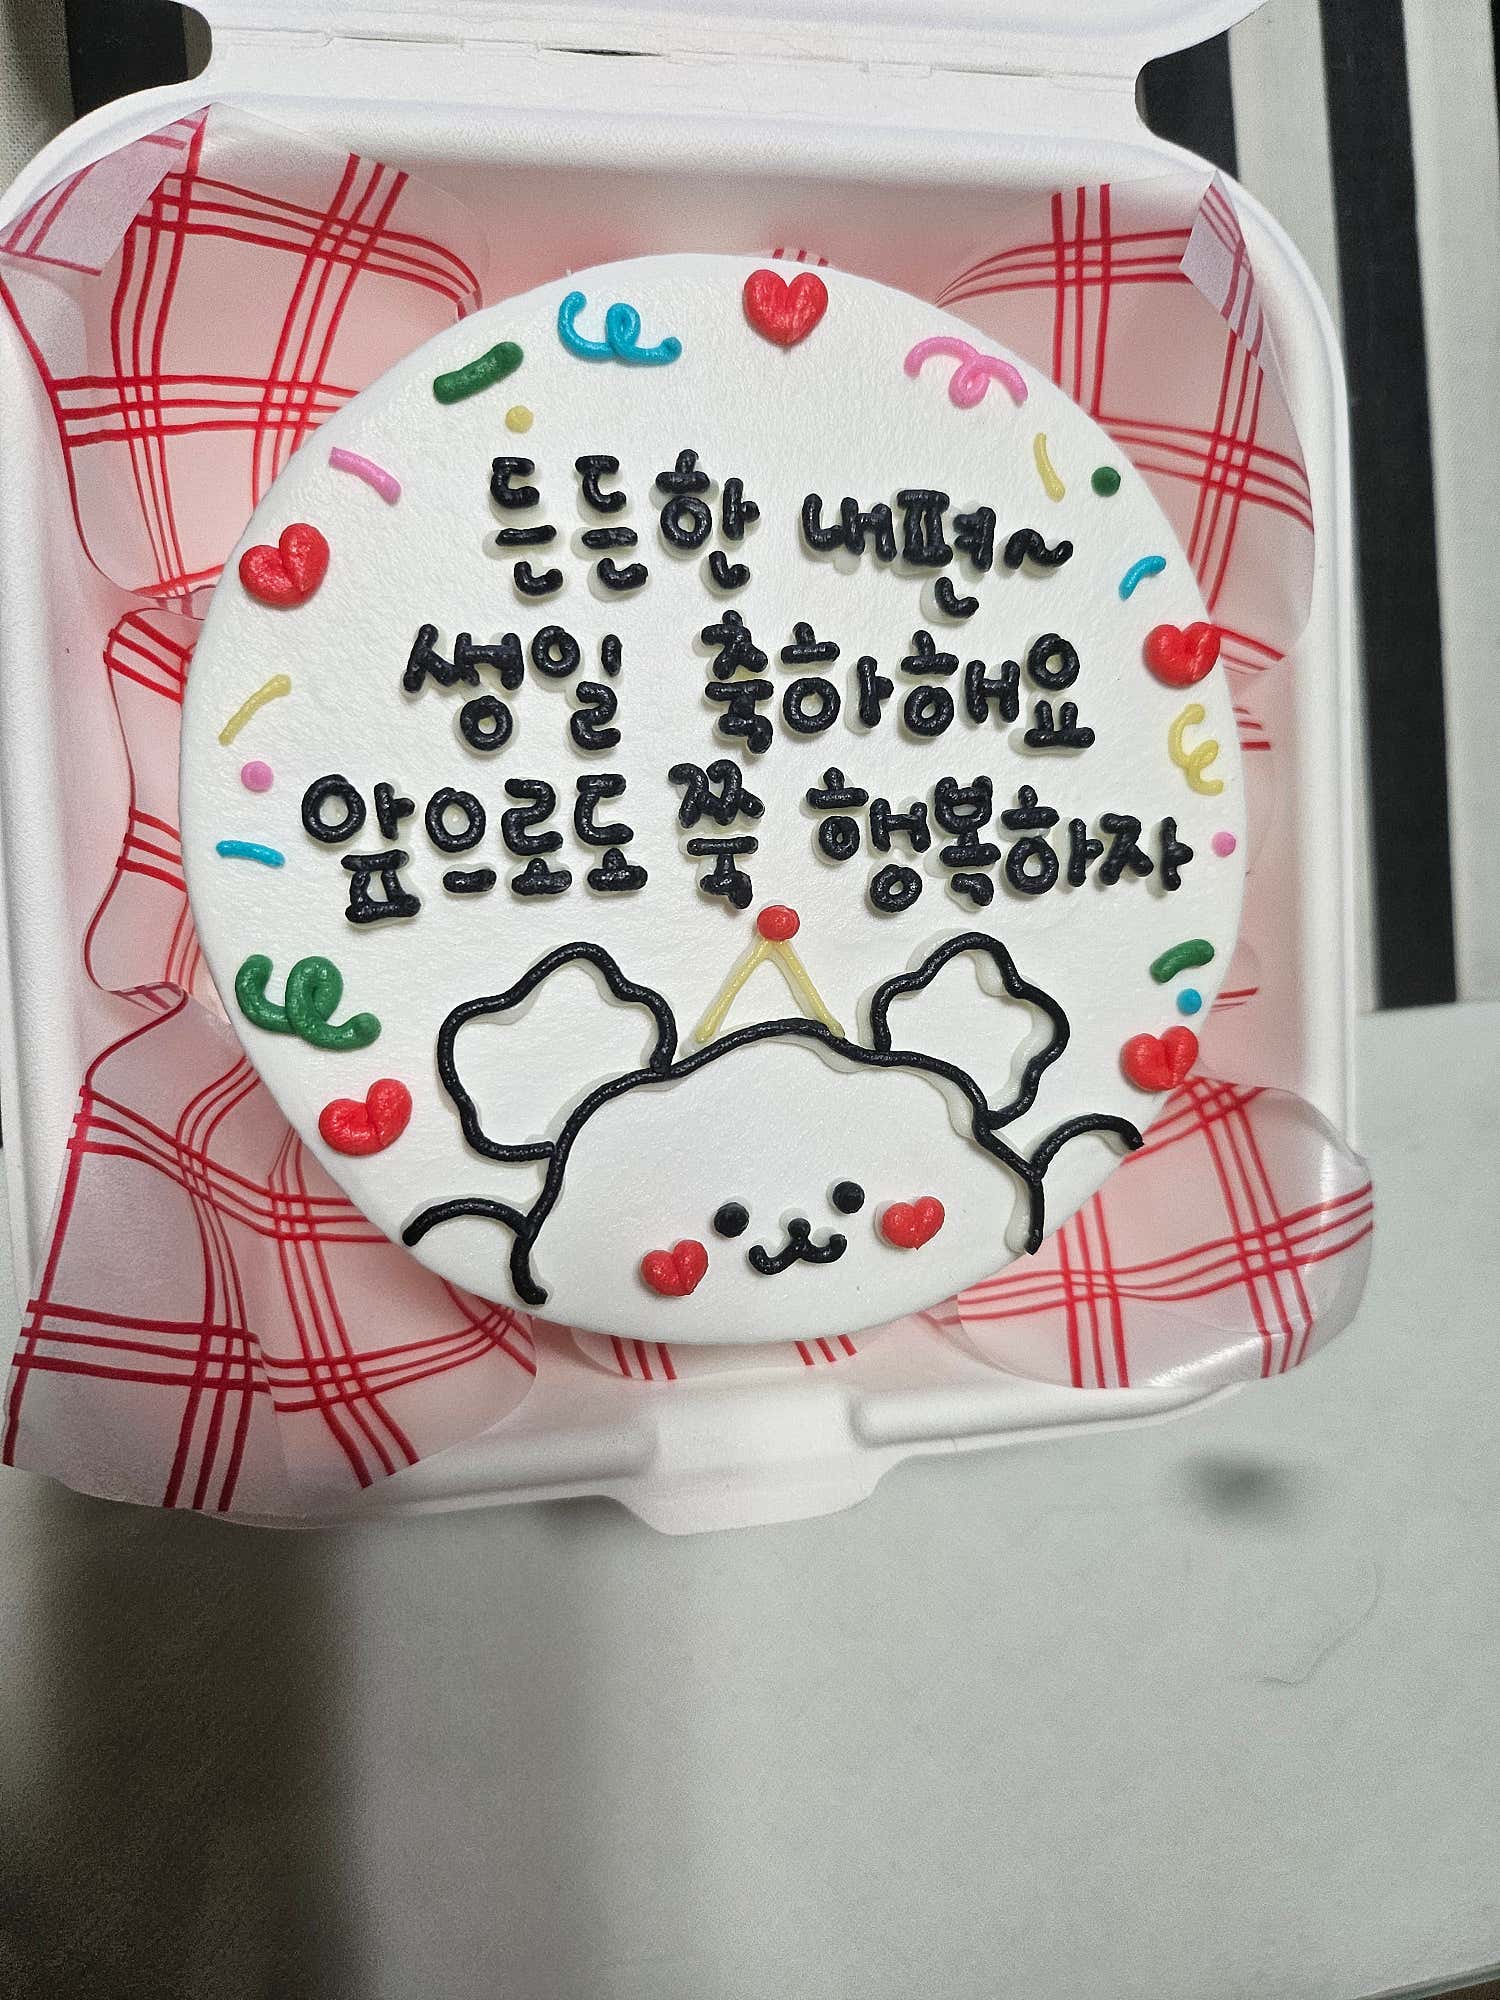 든든한 내편~
생일 축하해요
앞으로도 쭉 행복하자